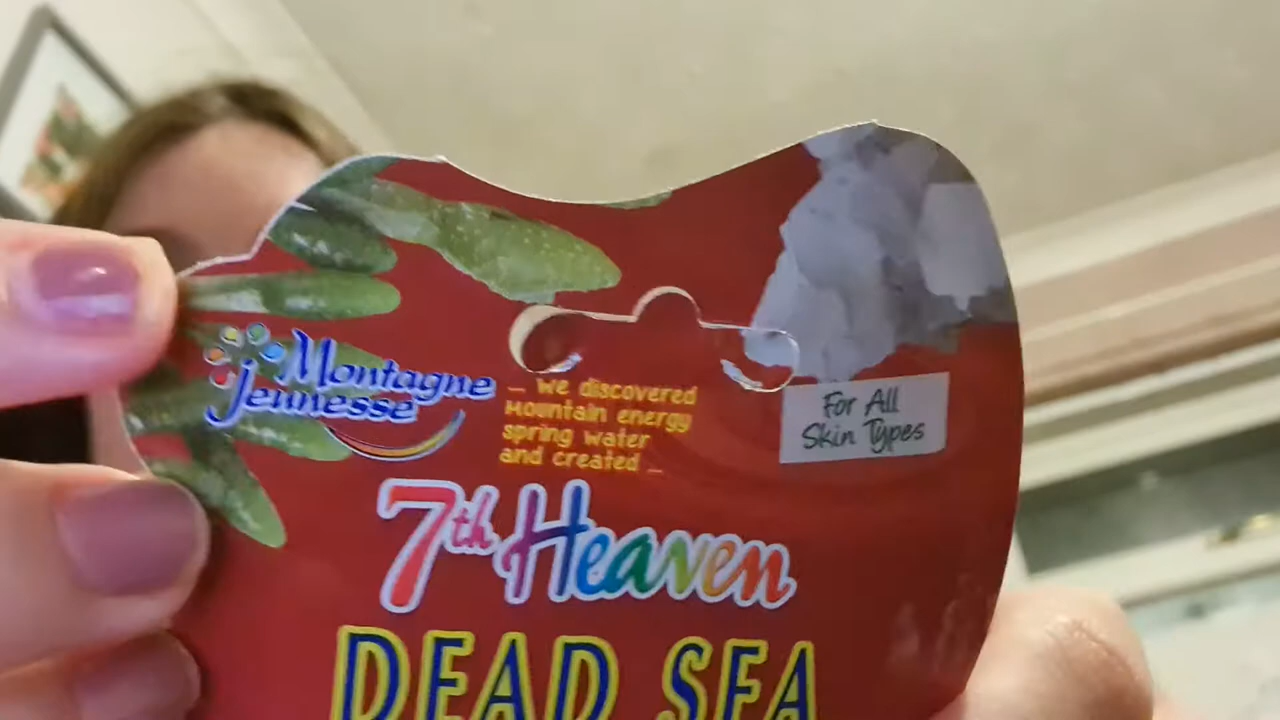 Montagne
Jeunesse
... We discovered
Mountain energy
spring water
and created ...
For All
Skin Types
7th Heaven
DEAD SEA